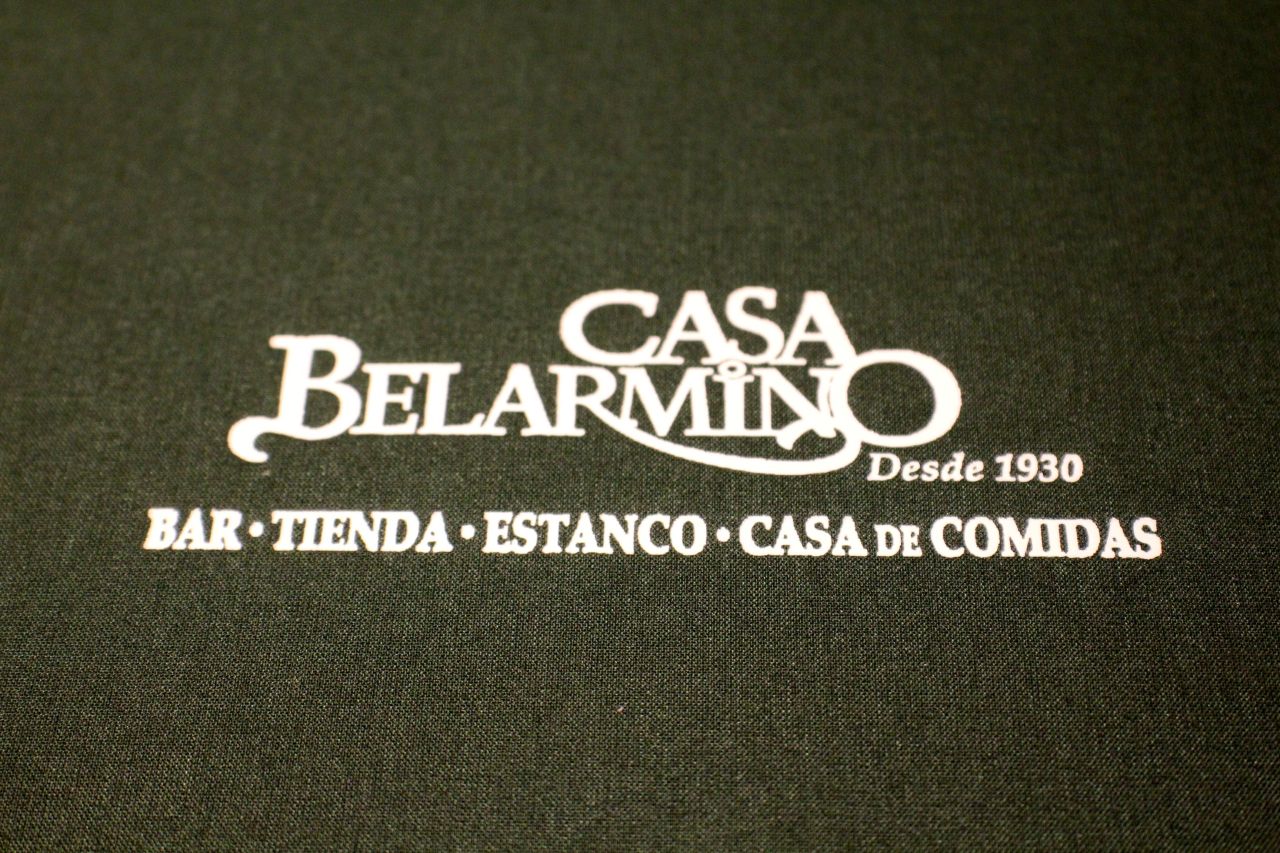 CASA
BELARMINO
Desde 1930
BAR · TIENDA · ESTANCO · CASA DE COMIDAS